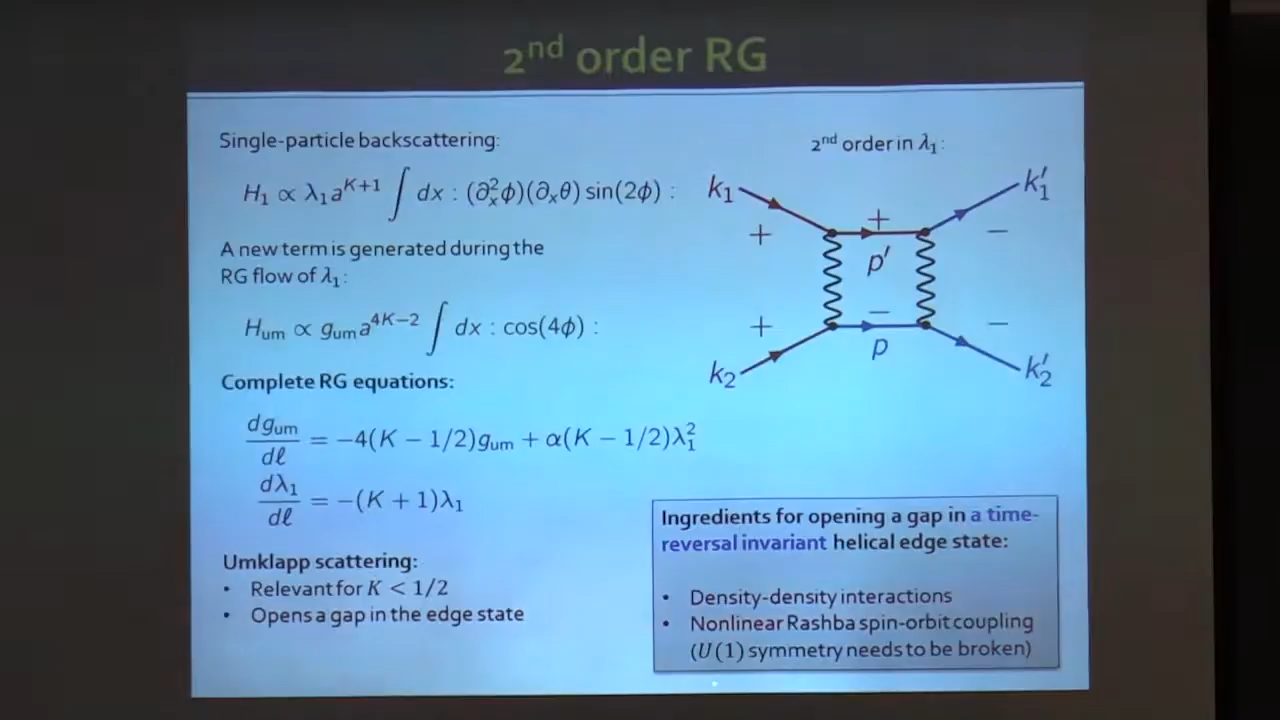 2nd order RG
Single-particle backscattering:
H₁ ∝ λ₁a^{K+1} ∫ dx : (∂ₓ²ϕ)(∂ₓθ) sin(2ϕ) :
A new term is generated during the
RG flow of λ₁:
H_um ∝ g_um a^{4K−2} ∫ dx : cos(4ϕ) :
Complete RG equations:
dg_um/dℓ = −4(K − 1/2)g_um + α(K − 1/2)λ₁²
dλ₁/dℓ = −(K + 1)λ₁
Umklapp scattering:
• Relevant for K < 1/2
• Opens a gap in the edge state
2nd order in λ₁:
k₁ + + k₁′ −
p′
+ − −
k₂ p k₂′
Ingredients for opening a gap in a time-
reversal invariant helical edge state:
• Density-density interactions
• Nonlinear Rashba spin-orbit coupling
(U(1) symmetry needs to be broken)